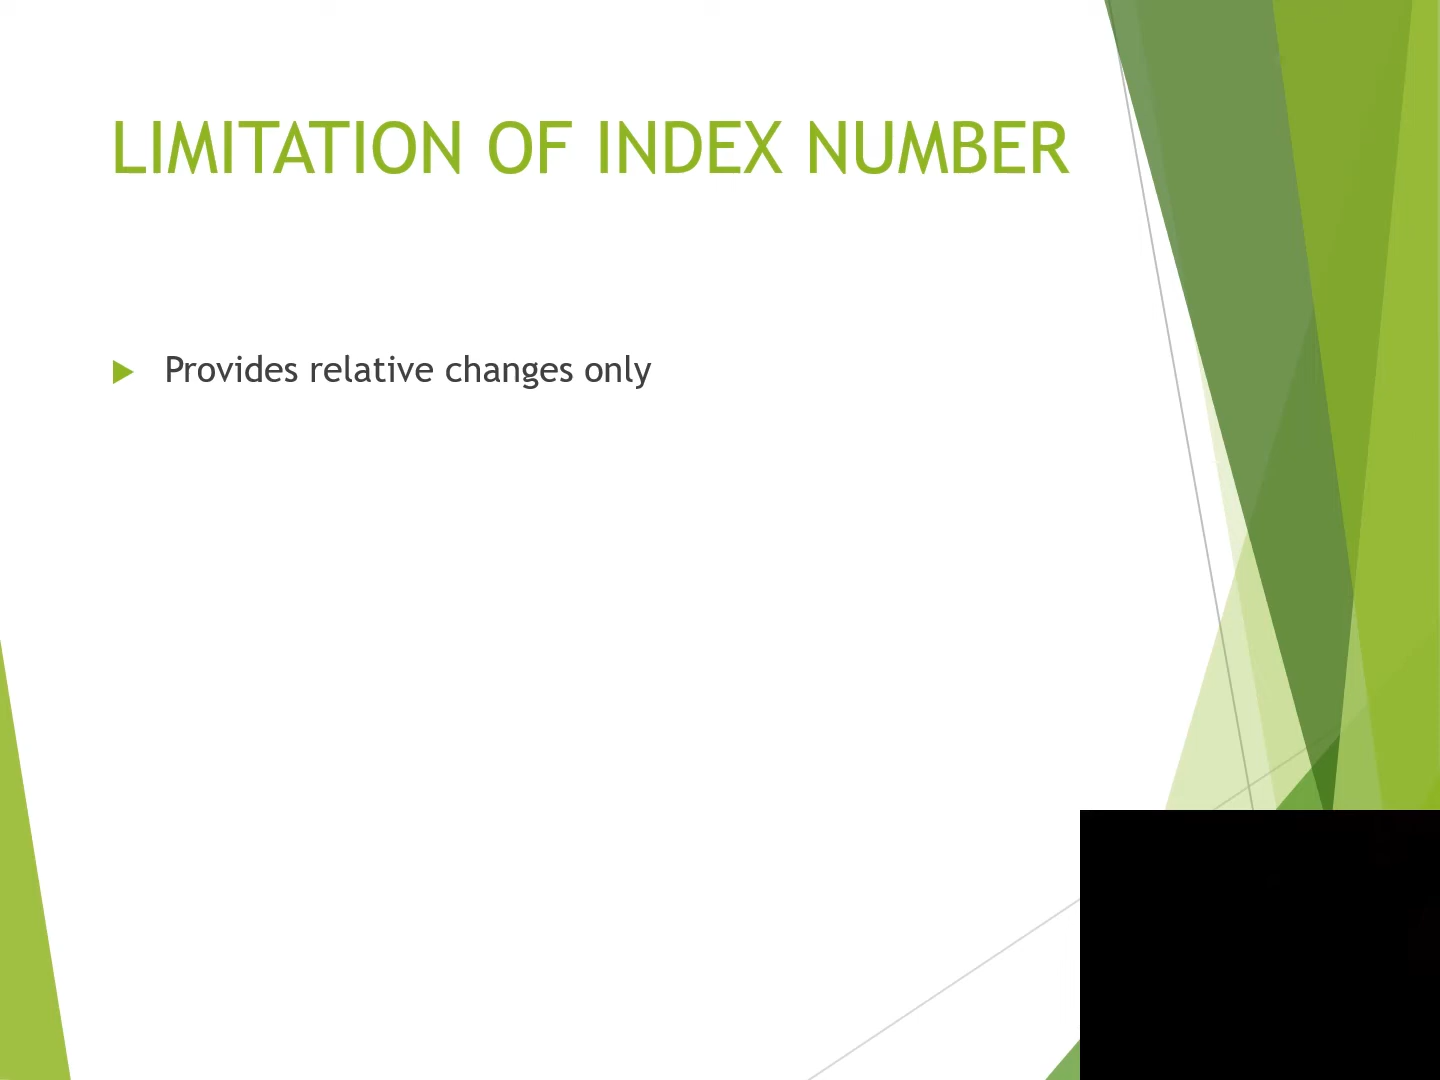 LIMITATION OF INDEX NUMBER
Provides relative changes only